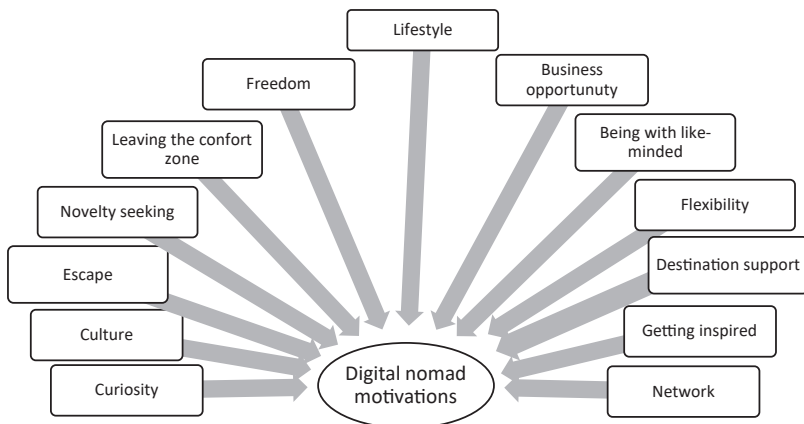 Lifestyle
Freedom
Business
opportunuty
Leaving the confort
zone
Being with like-
minded
Novelty seeking
Flexibility
Escape
Destination support
Culture
Getting inspired
Curiosity
Network
Digital nomad
motivations